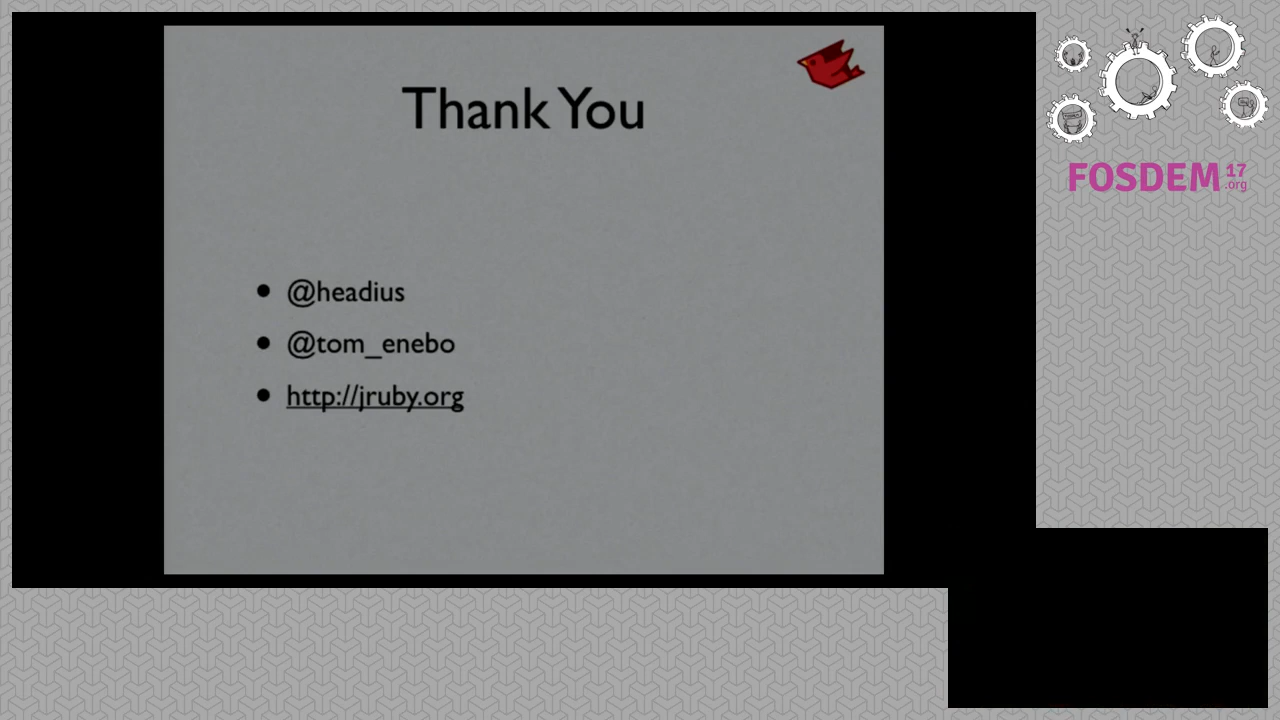 Thank You
@headius
@tom_enebo
http://jruby.org
FOSDEM 17
.org